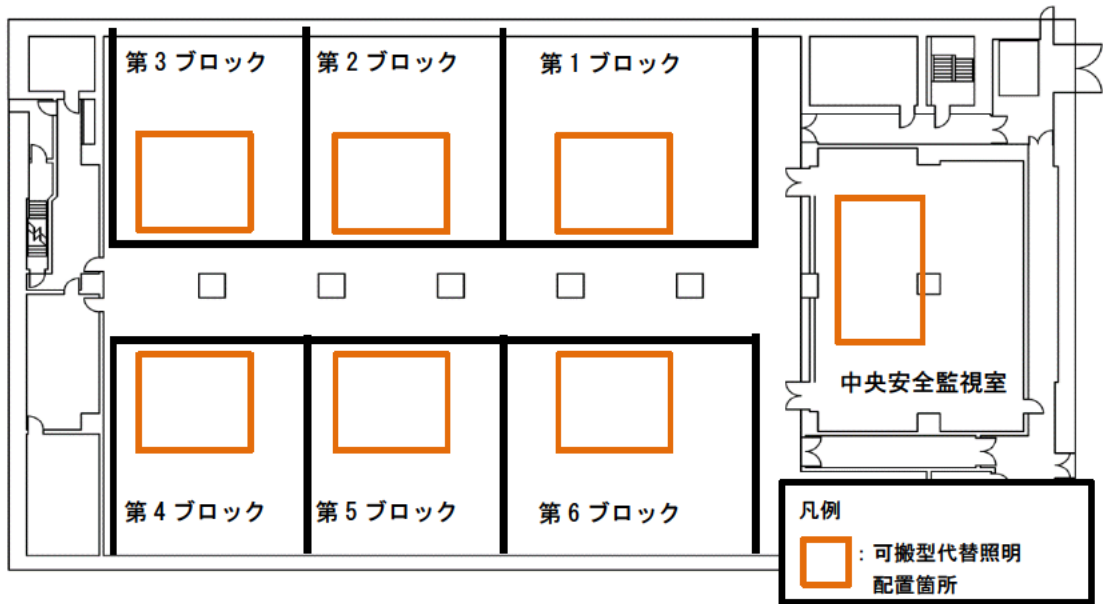 第３ブロック
第２ブロック
第１ブロック
中央安全監視室
第４ブロック
第５ブロック
第６ブロック
凡例
：可搬型代替照明
配置箇所